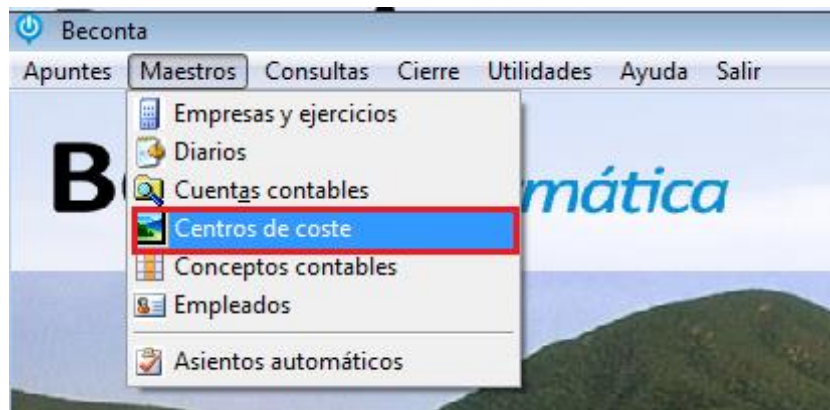 Beconta
Apuntes Maestros Consultas Cierre Utilidades Ayuda Salir
Empresas y ejercicios
Diarios
Cuentas contables
Centros de coste
Conceptos contables
Empleados
Asientos automáticos